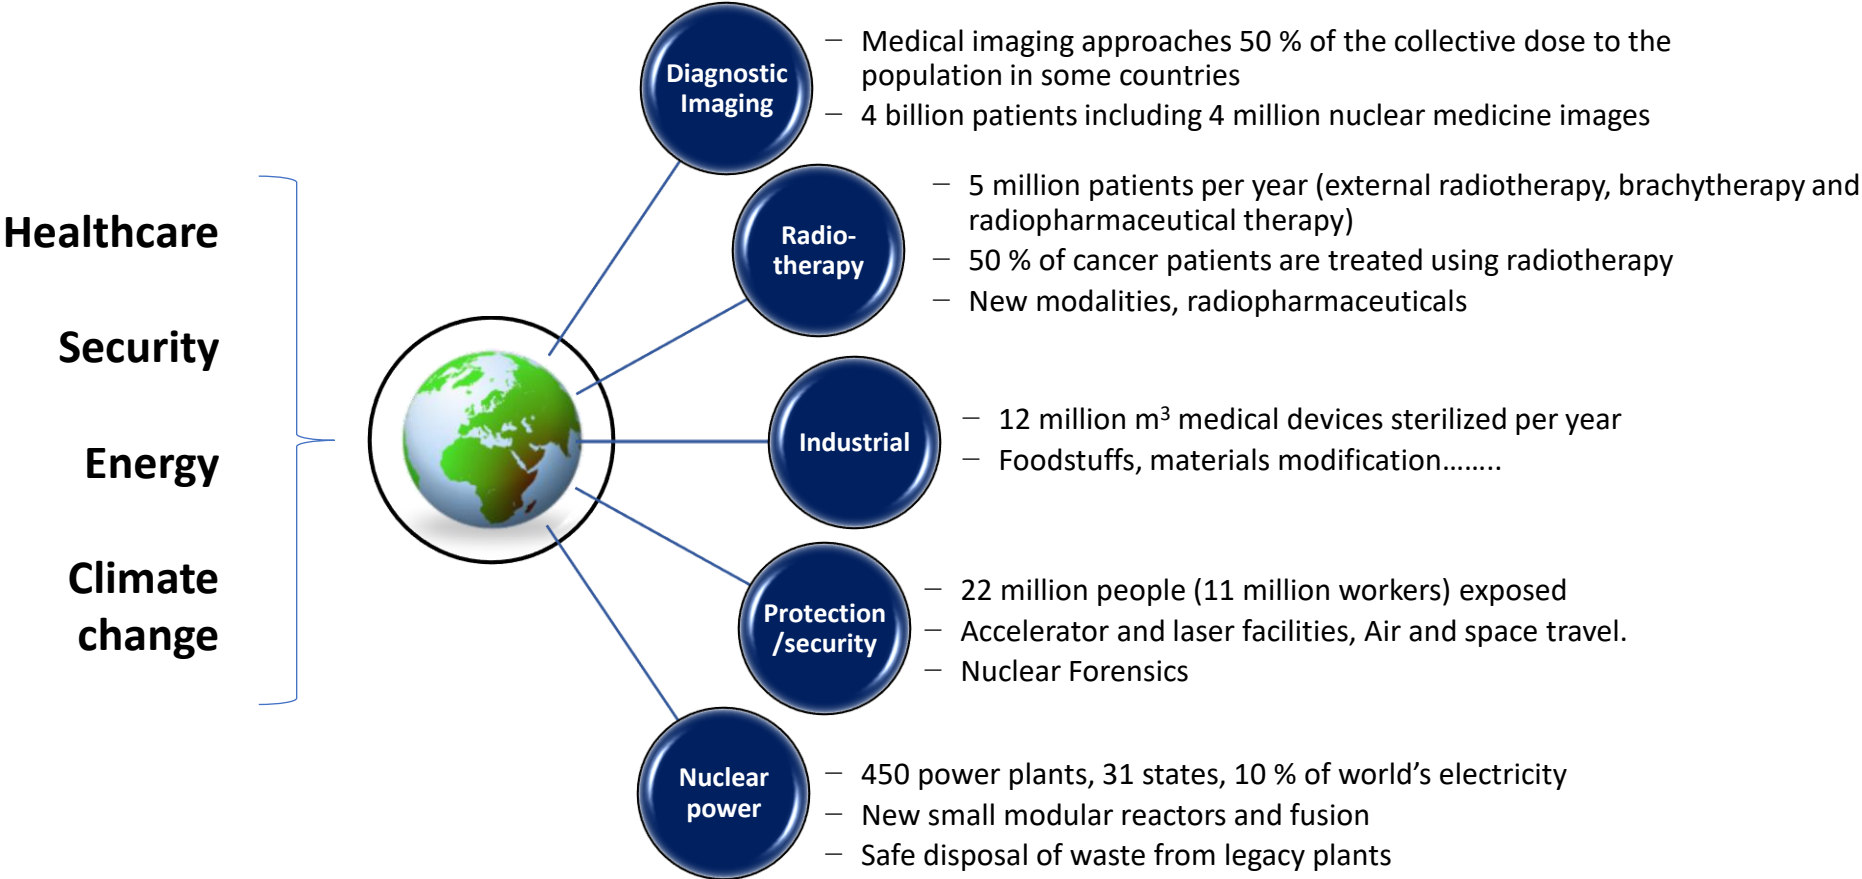 Healthcare
Security
Energy
Climate
change
Diagnostic
Imaging
– Medical imaging approaches 50 % of the collective dose to the
population in some countries
– 4 billion patients including 4 million nuclear medicine images
Radio-
therapy
– 5 million patients per year (external radiotherapy, brachytherapy and
radiopharmaceutical therapy)
– 50 % of cancer patients are treated using radiotherapy
– New modalities, radiopharmaceuticals
Industrial
– 12 million m³ medical devices sterilized per year
– Foodstuffs, materials modification……..
Protection
/security
– 22 million people (11 million workers) exposed
– Accelerator and laser facilities, Air and space travel.
– Nuclear Forensics
Nuclear
power
– 450 power plants, 31 states, 10 % of world’s electricity
– New small modular reactors and fusion
– Safe disposal of waste from legacy plants